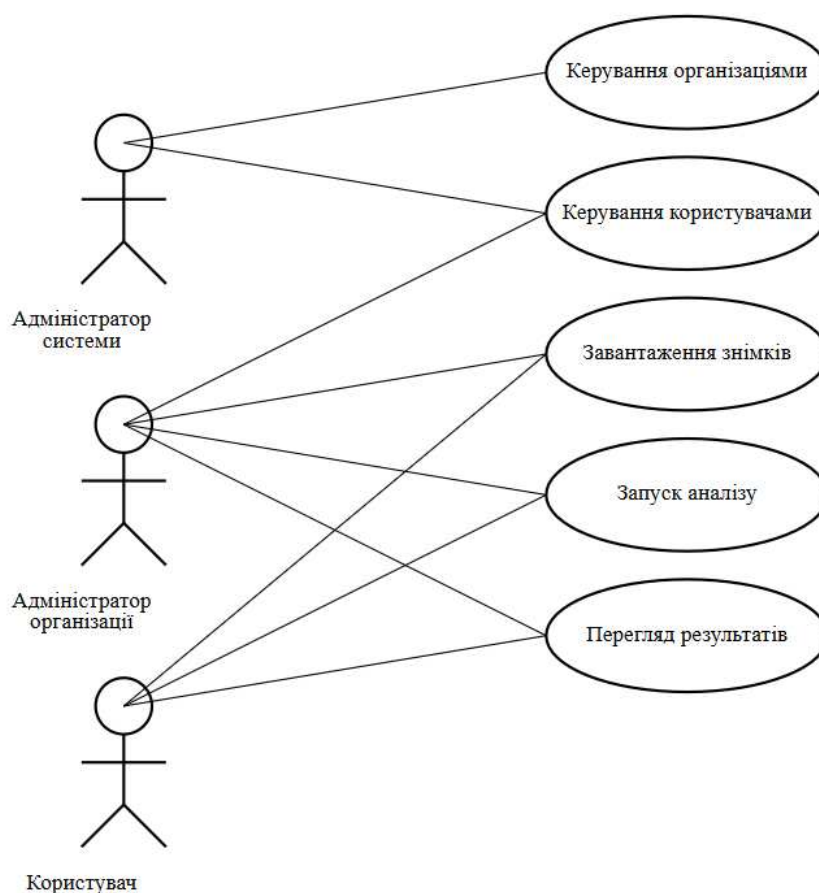 Керування організаціями
Керування користувачами
Адміністратор
системи
Завантаження знімків
Запуск аналізу
Адміністратор
організації
Перегляд результатів
Користувач